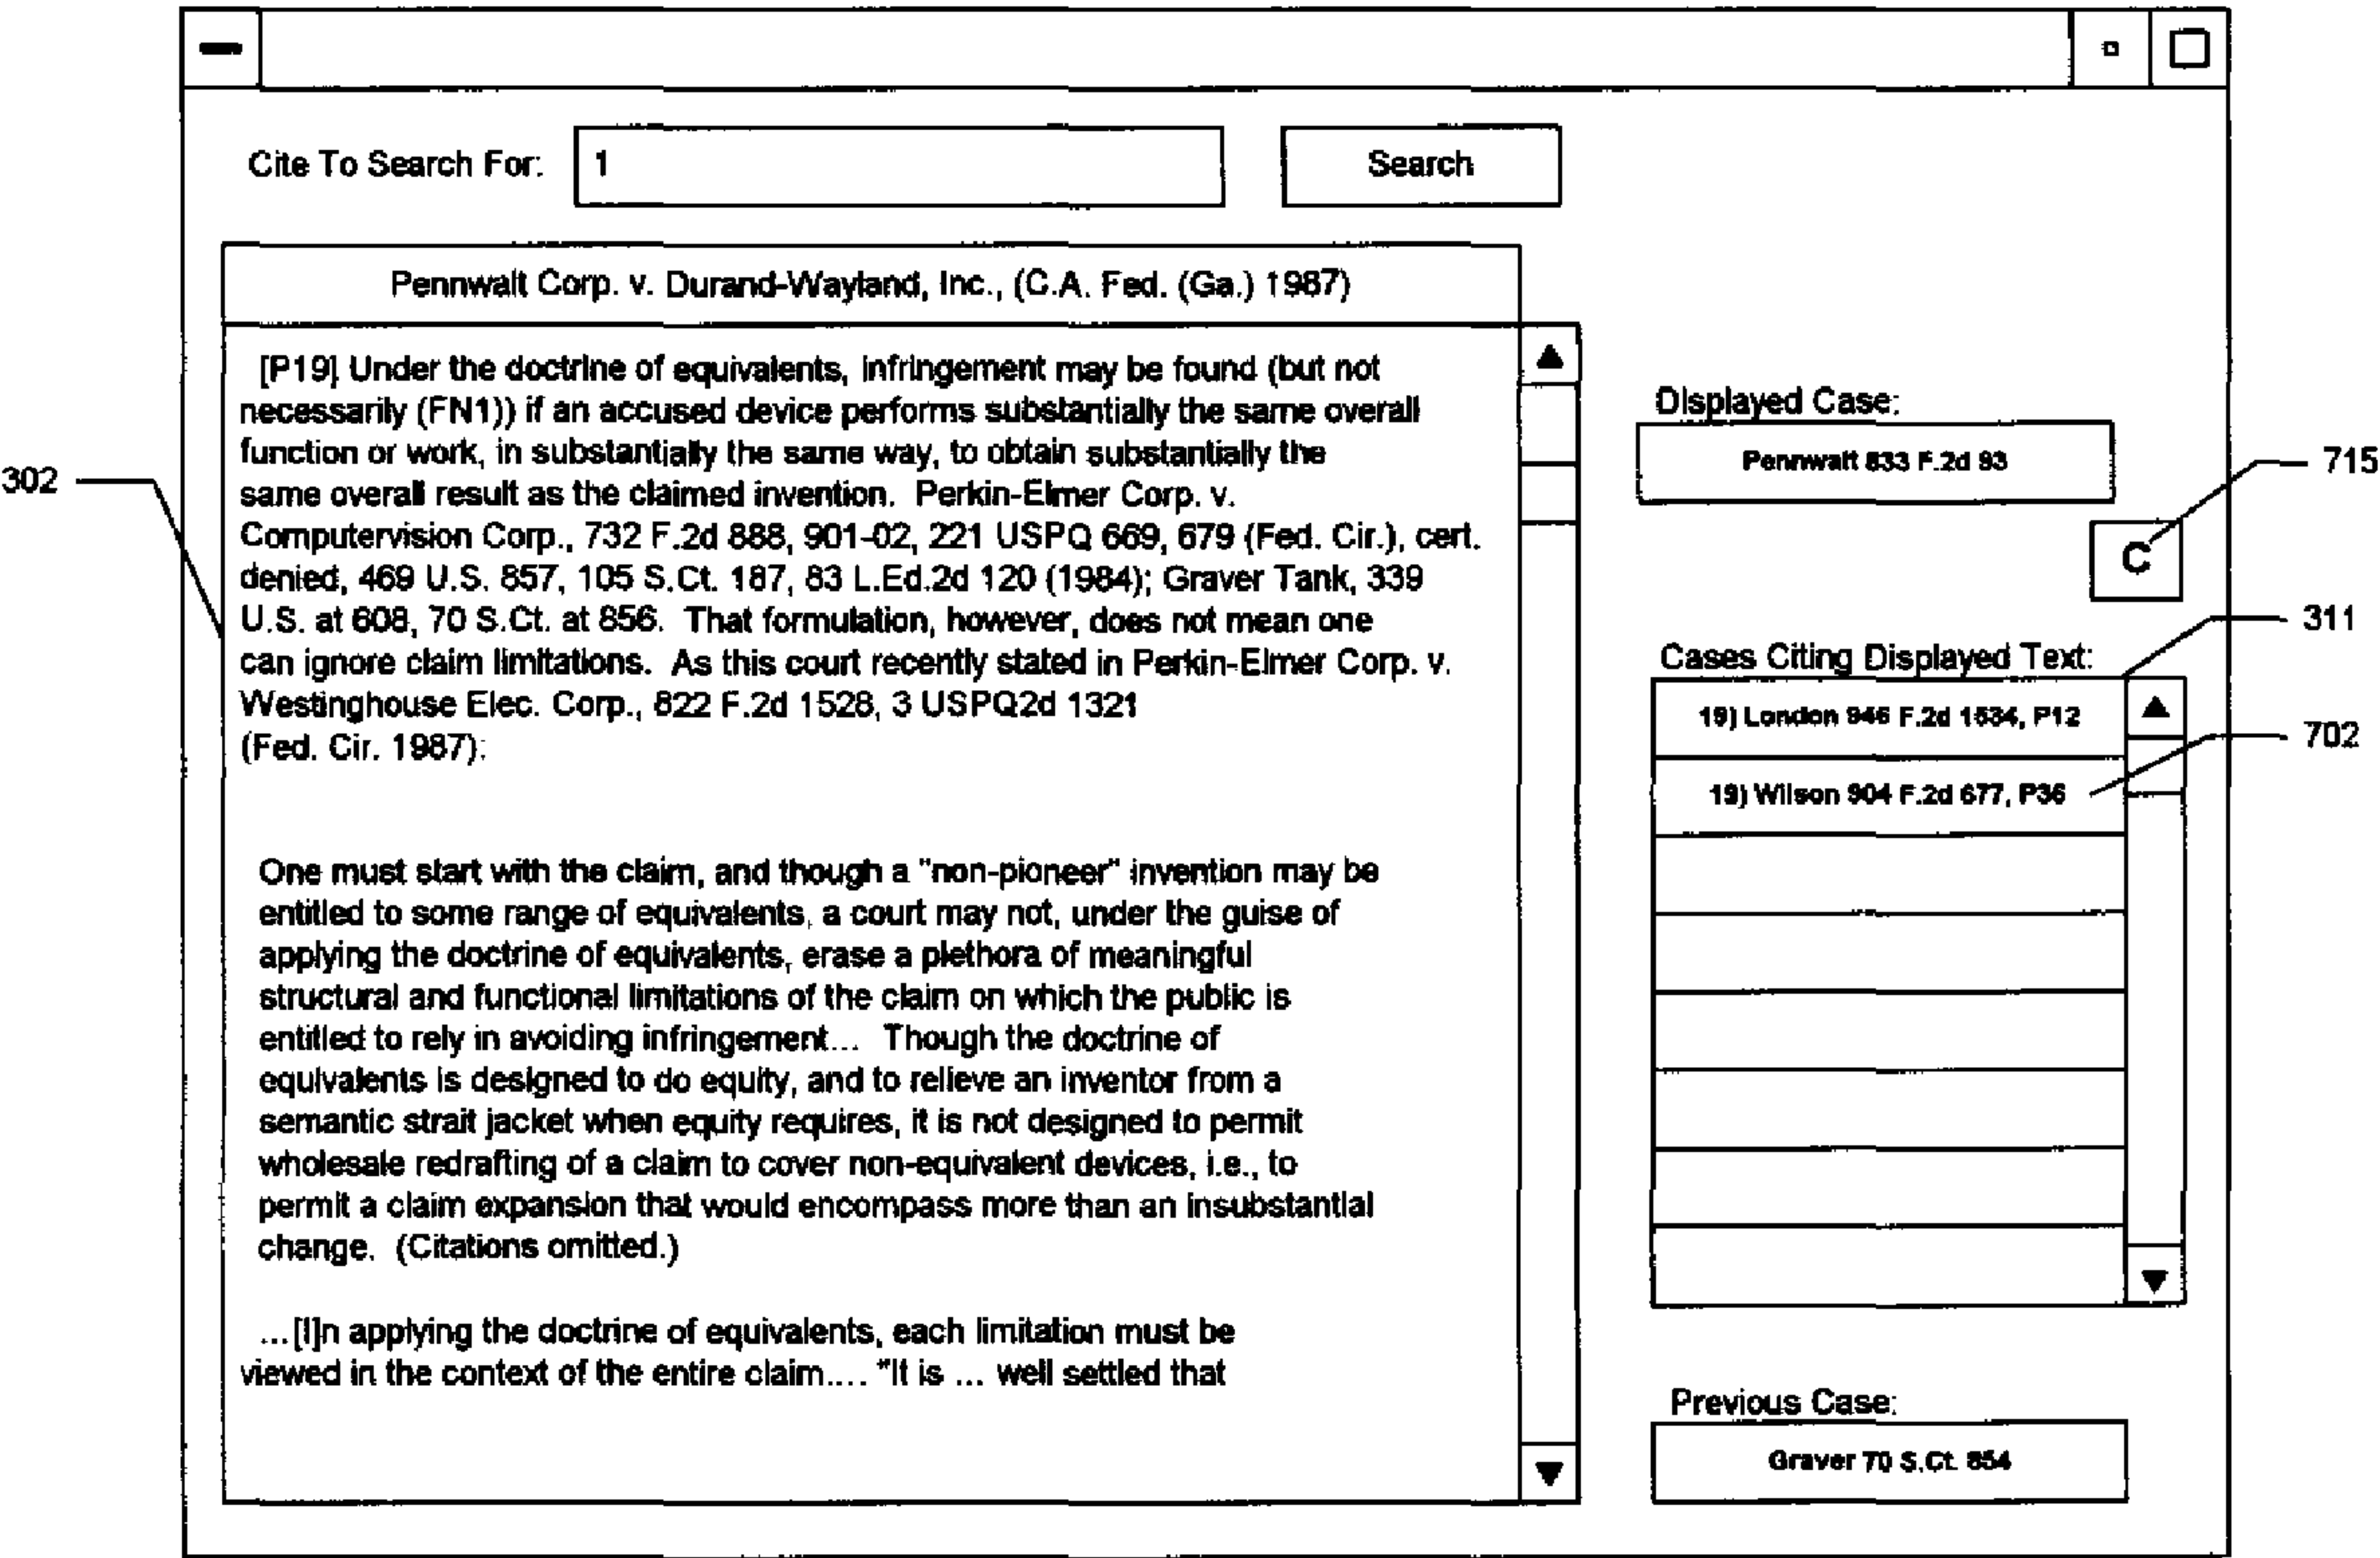 Cite To Search For:
1
Search
Pennwalt Corp. v. Durand-Wayland, Inc., (C.A. Fed. (Ga.) 1987)
[P19] Under the doctrine of equivalents, infringement may be found (but not
necessarily (FN1)) if an accused device performs substantially the same overall
function or work, in substantially the same way, to obtain substantially the
same overall result as the claimed invention. Perkin-Elmer Corp. v.
Computervision Corp., 732 F.2d 888, 901-02, 221 USPQ 669, 679 (Fed. Cir.), cert.
denied, 469 U.S. 857, 105 S.Ct. 187, 83 L.Ed.2d 120 (1984); Graver Tank, 339
U.S. at 608, 70 S.Ct. at 856. That formulation, however, does not mean one
can ignore claim limitations. As this court recently stated in Perkin-Elmer Corp. v.
Westinghouse Elec. Corp., 822 F.2d 1528, 3 USPQ2d 1321
(Fed. Cir. 1987):
One must start with the claim, and though a "non-pioneer" invention may be
entitled to some range of equivalents, a court may not, under the guise of
applying the doctrine of equivalents, erase a plethora of meaningful
structural and functional limitations of the claim on which the public is
entitled to rely in avoiding infringement... Though the doctrine of
equivalents is designed to do equity, and to relieve an inventor from a
semantic strait jacket when equity requires, it is not designed to permit
wholesale redrafting of a claim to cover non-equivalent devices, i.e., to
permit a claim expansion that would encompass more than an insubstantial
change. (Citations omitted.)
...[I]n applying the doctrine of equivalents, each limitation must be
viewed in the context of the entire claim.... "It is ... well settled that
302
Displayed Case:
Pennwalt 833 F.2d 93
715
C
311
Cases Citing Displayed Text:
19) London 946 F.2d 1534, P12
702
19) Wilson 904 F.2d 677, P36
Previous Case:
Graver 70 S.Ct. 854